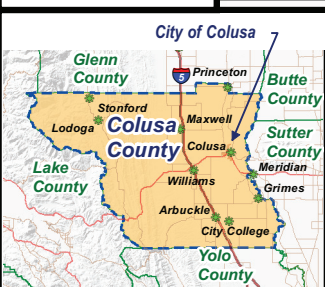 City of Colusa
Glenn
County
5
Princeton
Butte
County
Stonford
Lodoga
Colusa
County
Maxwell
Colusa
Sutter
County
Lake
County
Williams
Meridian
Grimes
Arbuckle
City College
Yolo
County